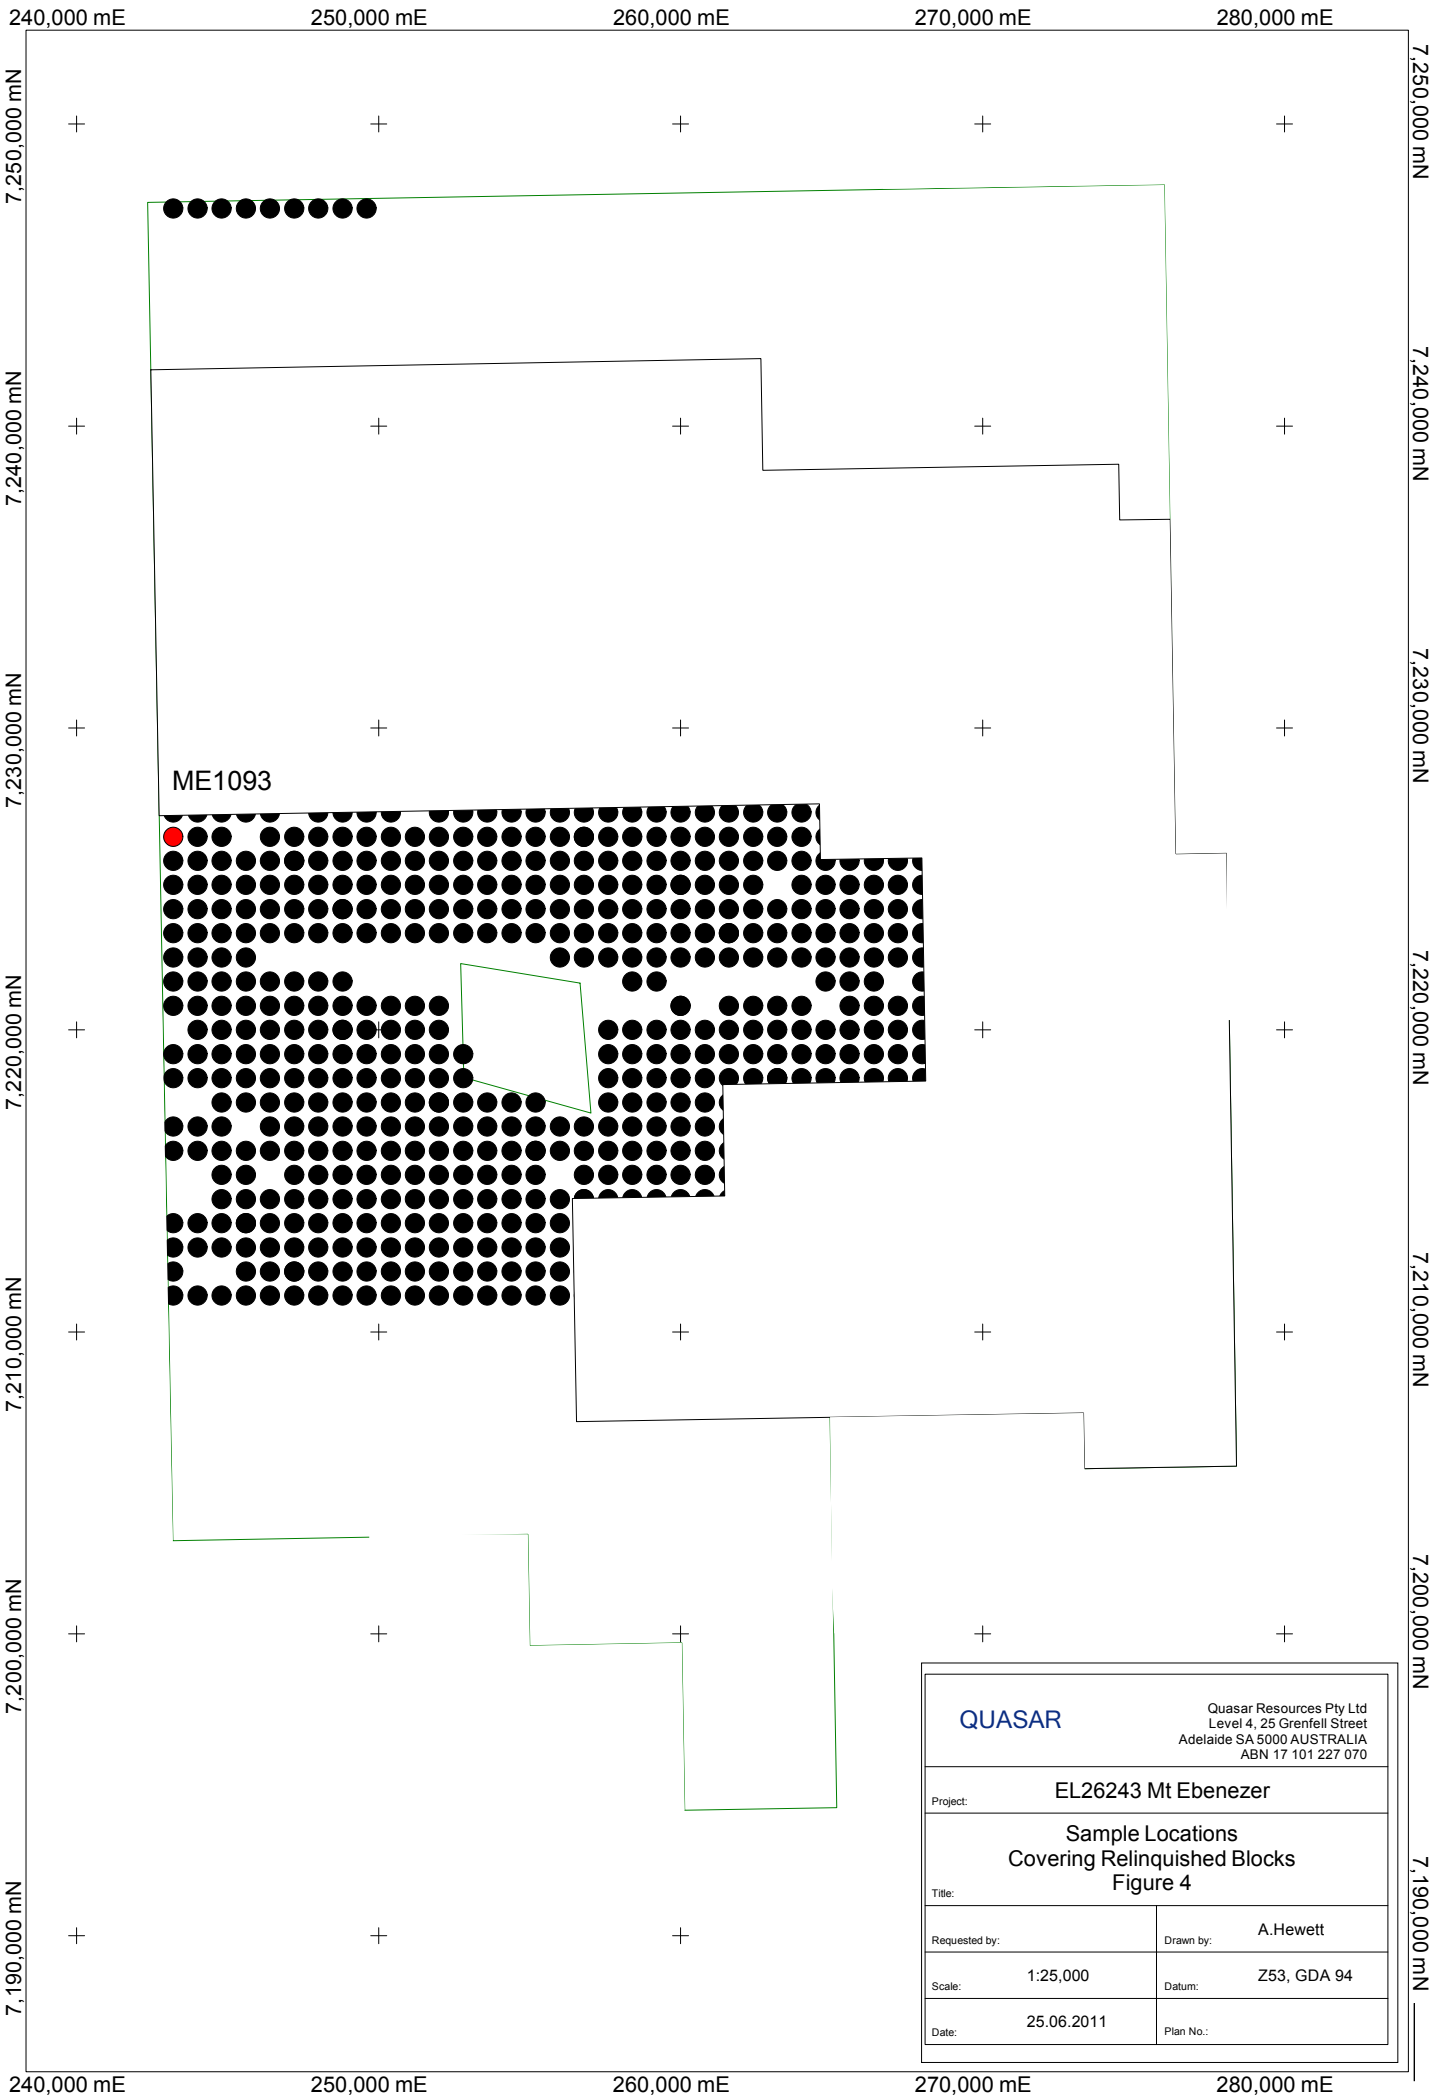 240,000 mE
250,000 mE
260,000 mE
270,000 mE
280,000 mE
7,250,000 mN
7,250,000 mN
7,240,000 mN
7,240,000 mN
7,230,000 mN
7,230,000 mN
ME1093
7,220,000 mN
7,220,000 mN
7,210,000 mN
7,210,000 mN
7,200,000 mN
7,200,000 mN
7,190,000 mN
7,190,000 mN
QUASAR
Quasar Resources Pty Ltd
Level 4, 25 Grenfell Street
Adelaide SA 5000 AUSTRALIA
ABN 17 101 227 070
Project: EL26243 Mt Ebenezer
Sample Locations
Covering Relinquished Blocks
Figure 4
Title:
Requested by:
Drawn by: A.Hewett
Scale: 1:25,000
Datum: Z53, GDA 94
Date: 25.06.2011
Plan No.:
240,000 mE
250,000 mE
260,000 mE
270,000 mE
280,000 mE